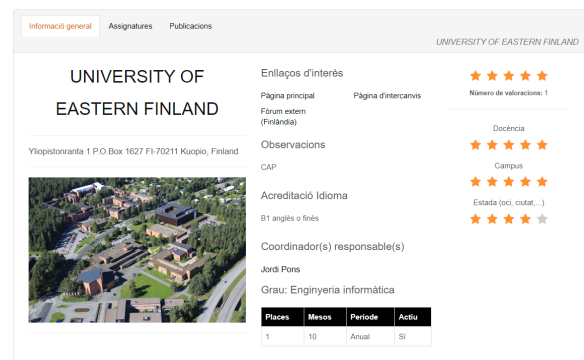 Informació general Assignatures Publicacions
UNIVERSITY OF EASTERN FINLAND
UNIVERSITY OF
EASTERN FINLAND
Yliopistonranta 1 P.O.Box 1627 FI-70211 Kuopio, Finland
Enllaços d'interès
Pàgina principal Pàgina d'intercanvis
Fòrum extern
(Finlàndia)
Observacions
CAP
Acreditació Idioma
B1 anglès o finès
Coordinador(s) responsable(s)
Jordi Pons
Grau: Enginyeria informàtica
Places Mesos Període Actiu
1 10 Anual Sí
Número de valoracions: 1
Docència
Campus
Estada (oci, ciutat,...)